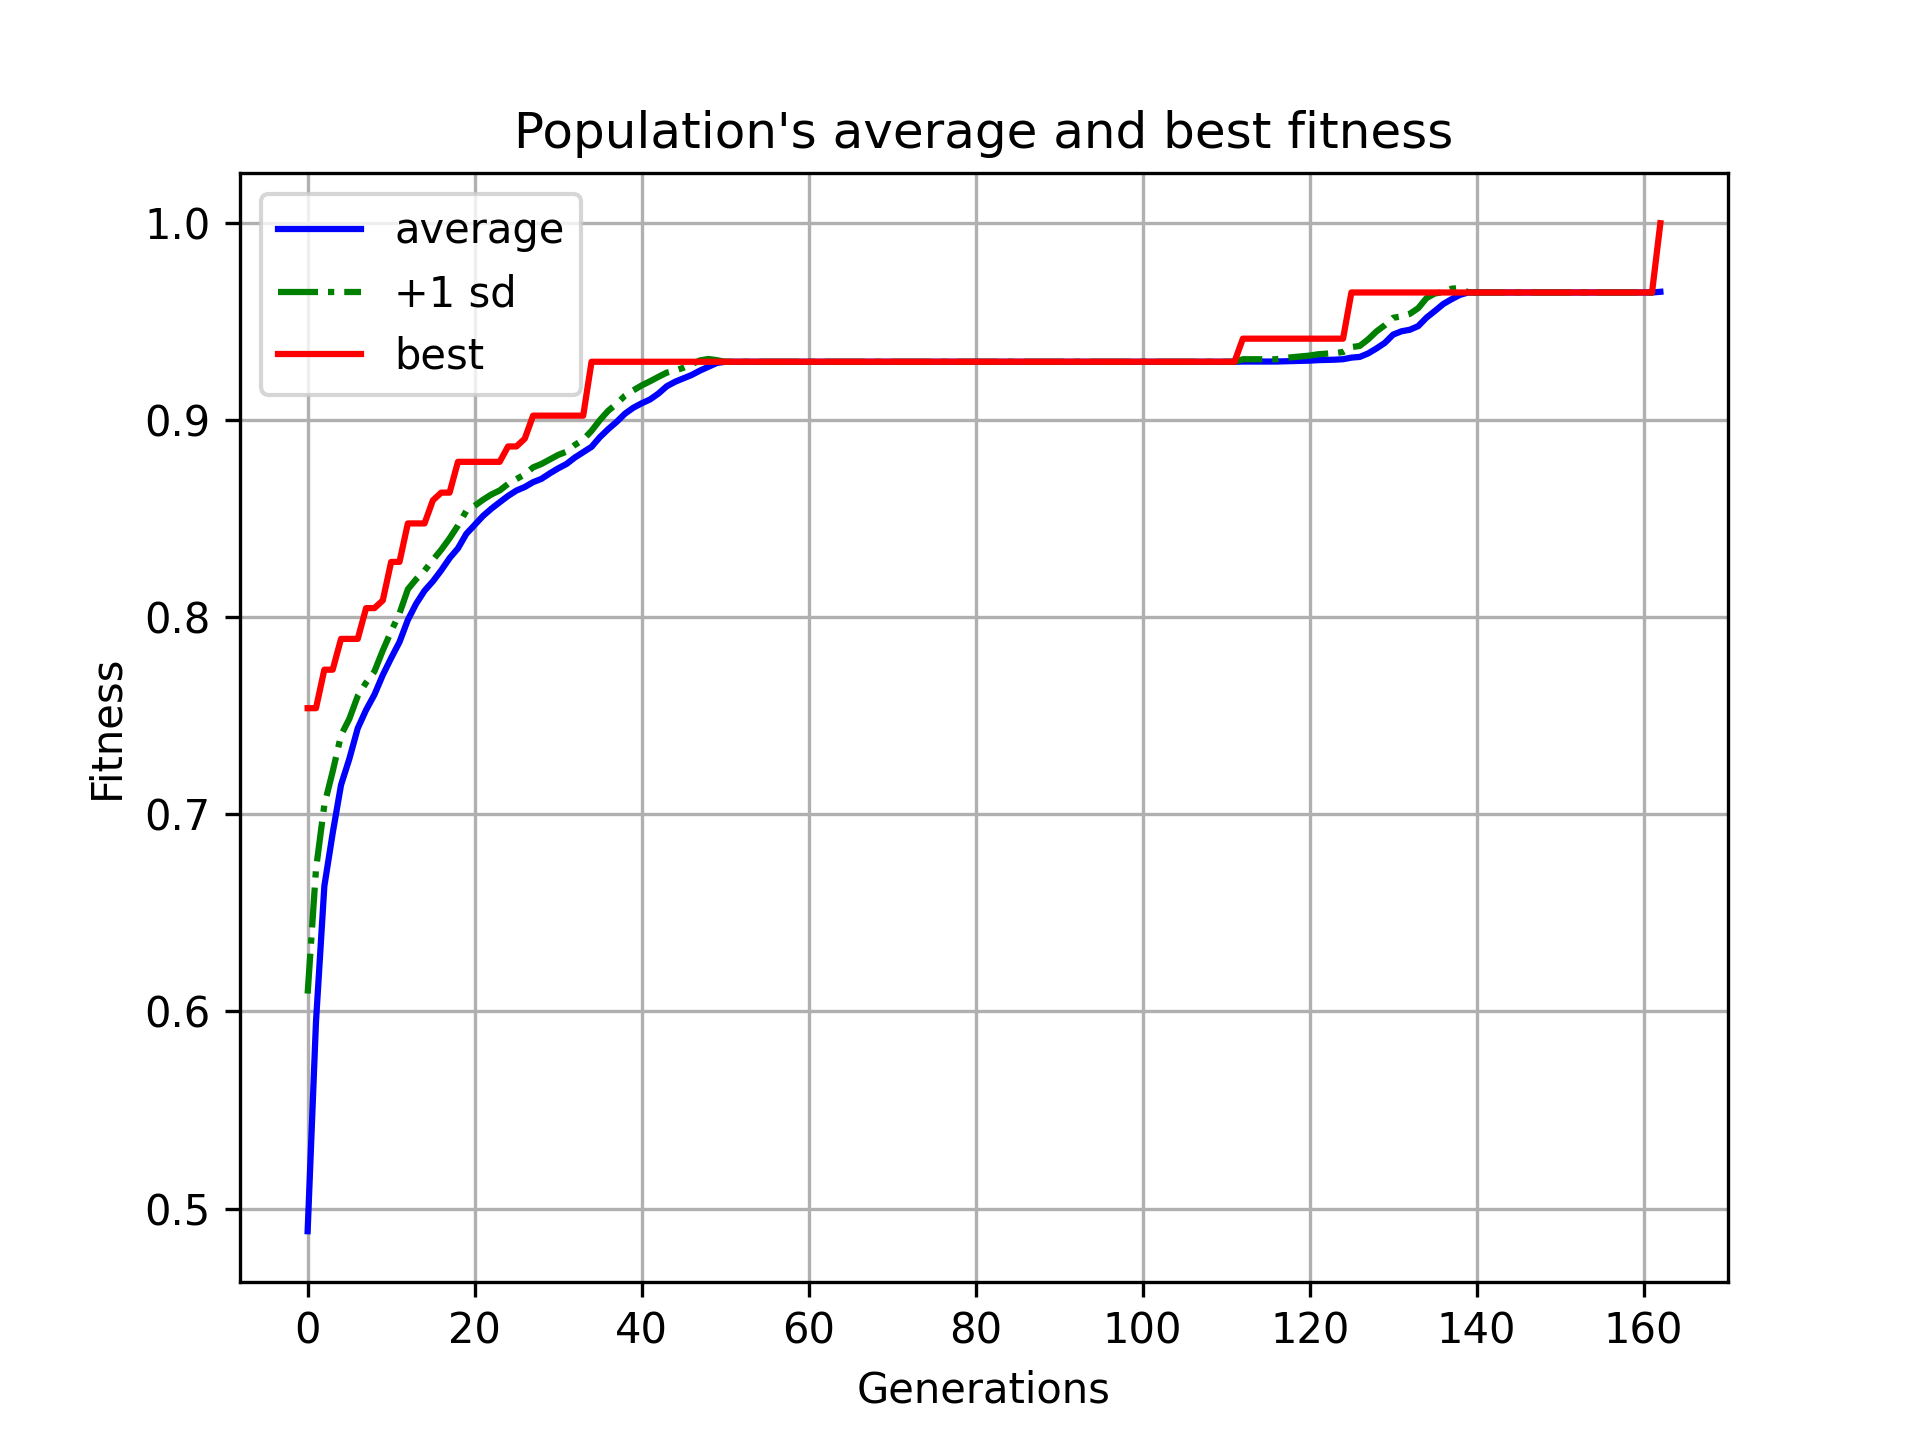 Population's average and best fitness
average
+1 sd
best
1.0
0.9
0.8
0.7
0.6
0.5
Fitness
0 20 40 60 80 100 120 140 160
Generations